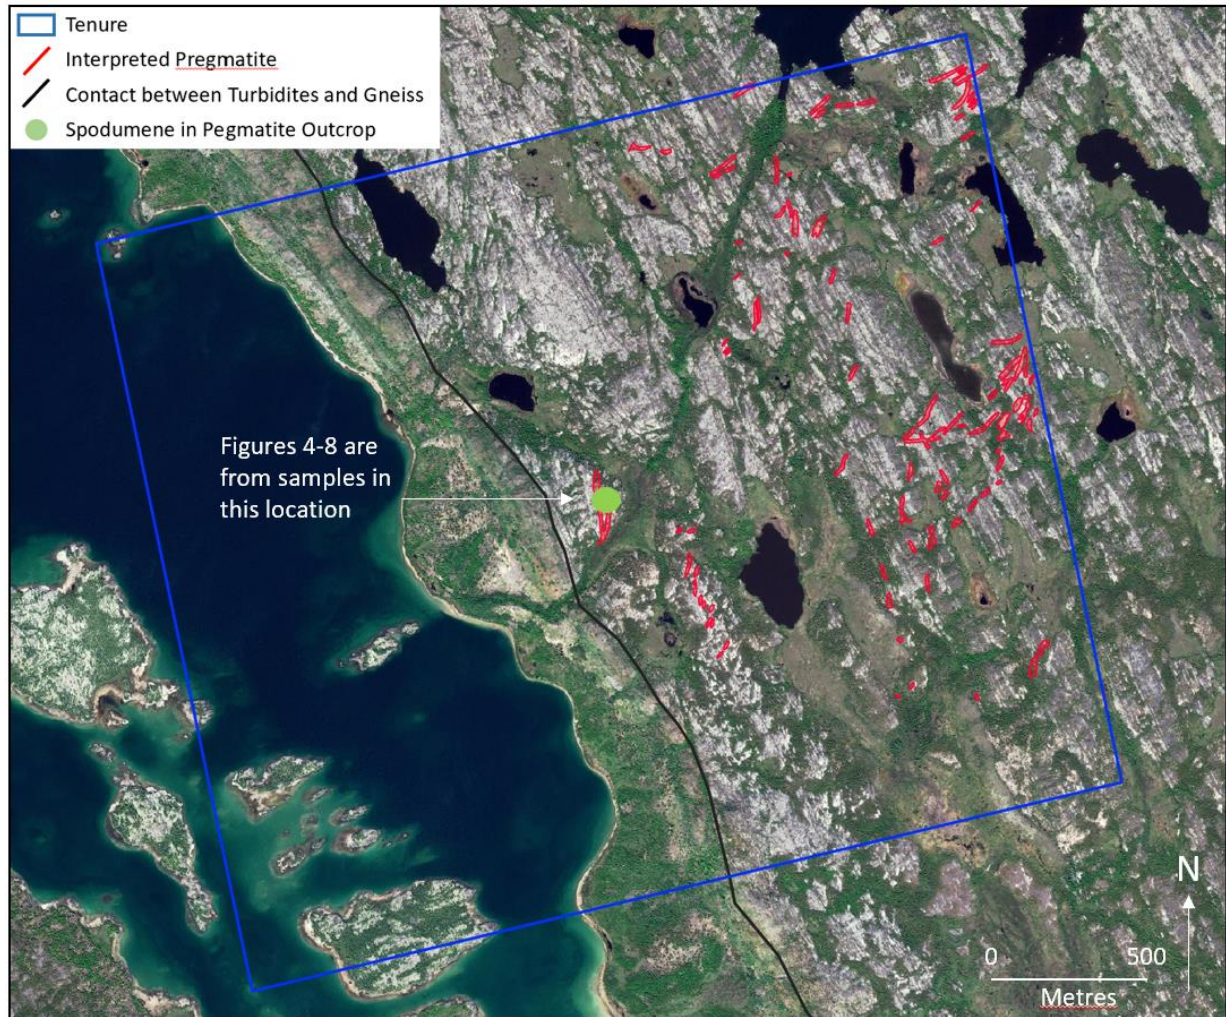 Tenure
Interpreted Pregmatite
Contact between Turbidites and Gneiss
Spodumene in Pegmatite Outcrop
Figures 4-8 are
from samples in
this location
N
0 500
Metres